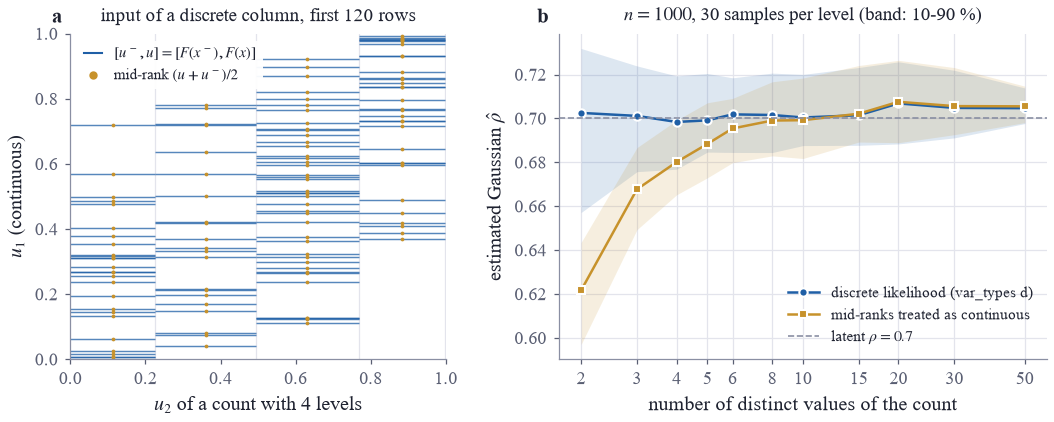 a
input of a discrete column, first 120 rows
[u⁻, u] = [F(x⁻), F(x)]
mid-rank (u + u⁻)/2
1.0
0.8
0.6
0.4
0.2
0.0
u₁ (continuous)
0.0 0.2 0.4 0.6 0.8 1.0
u₂ of a count with 4 levels
b
n = 1000, 30 samples per level (band: 10-90 %)
0.72
0.70
0.68
0.66
0.64
0.62
0.60
estimated Gaussian ρ̂
discrete likelihood (var_types d)
mid-ranks treated as continuous
latent ρ = 0.7
2 3 4 5 6 8 10 15 20 30 50
number of distinct values of the count